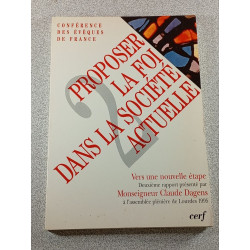 CONFÉRENCE
DES ÉVÊQUES
DE FRANCE
2
PROPOSER
LA FOI
DANS LA SOCIÉTÉ
ACTUELLE
Vers une nouvelle étape
Deuxième rapport présenté par
Monseigneur Claude Dagens
à l'assemblée plénière de Lourdes 1995
cerf